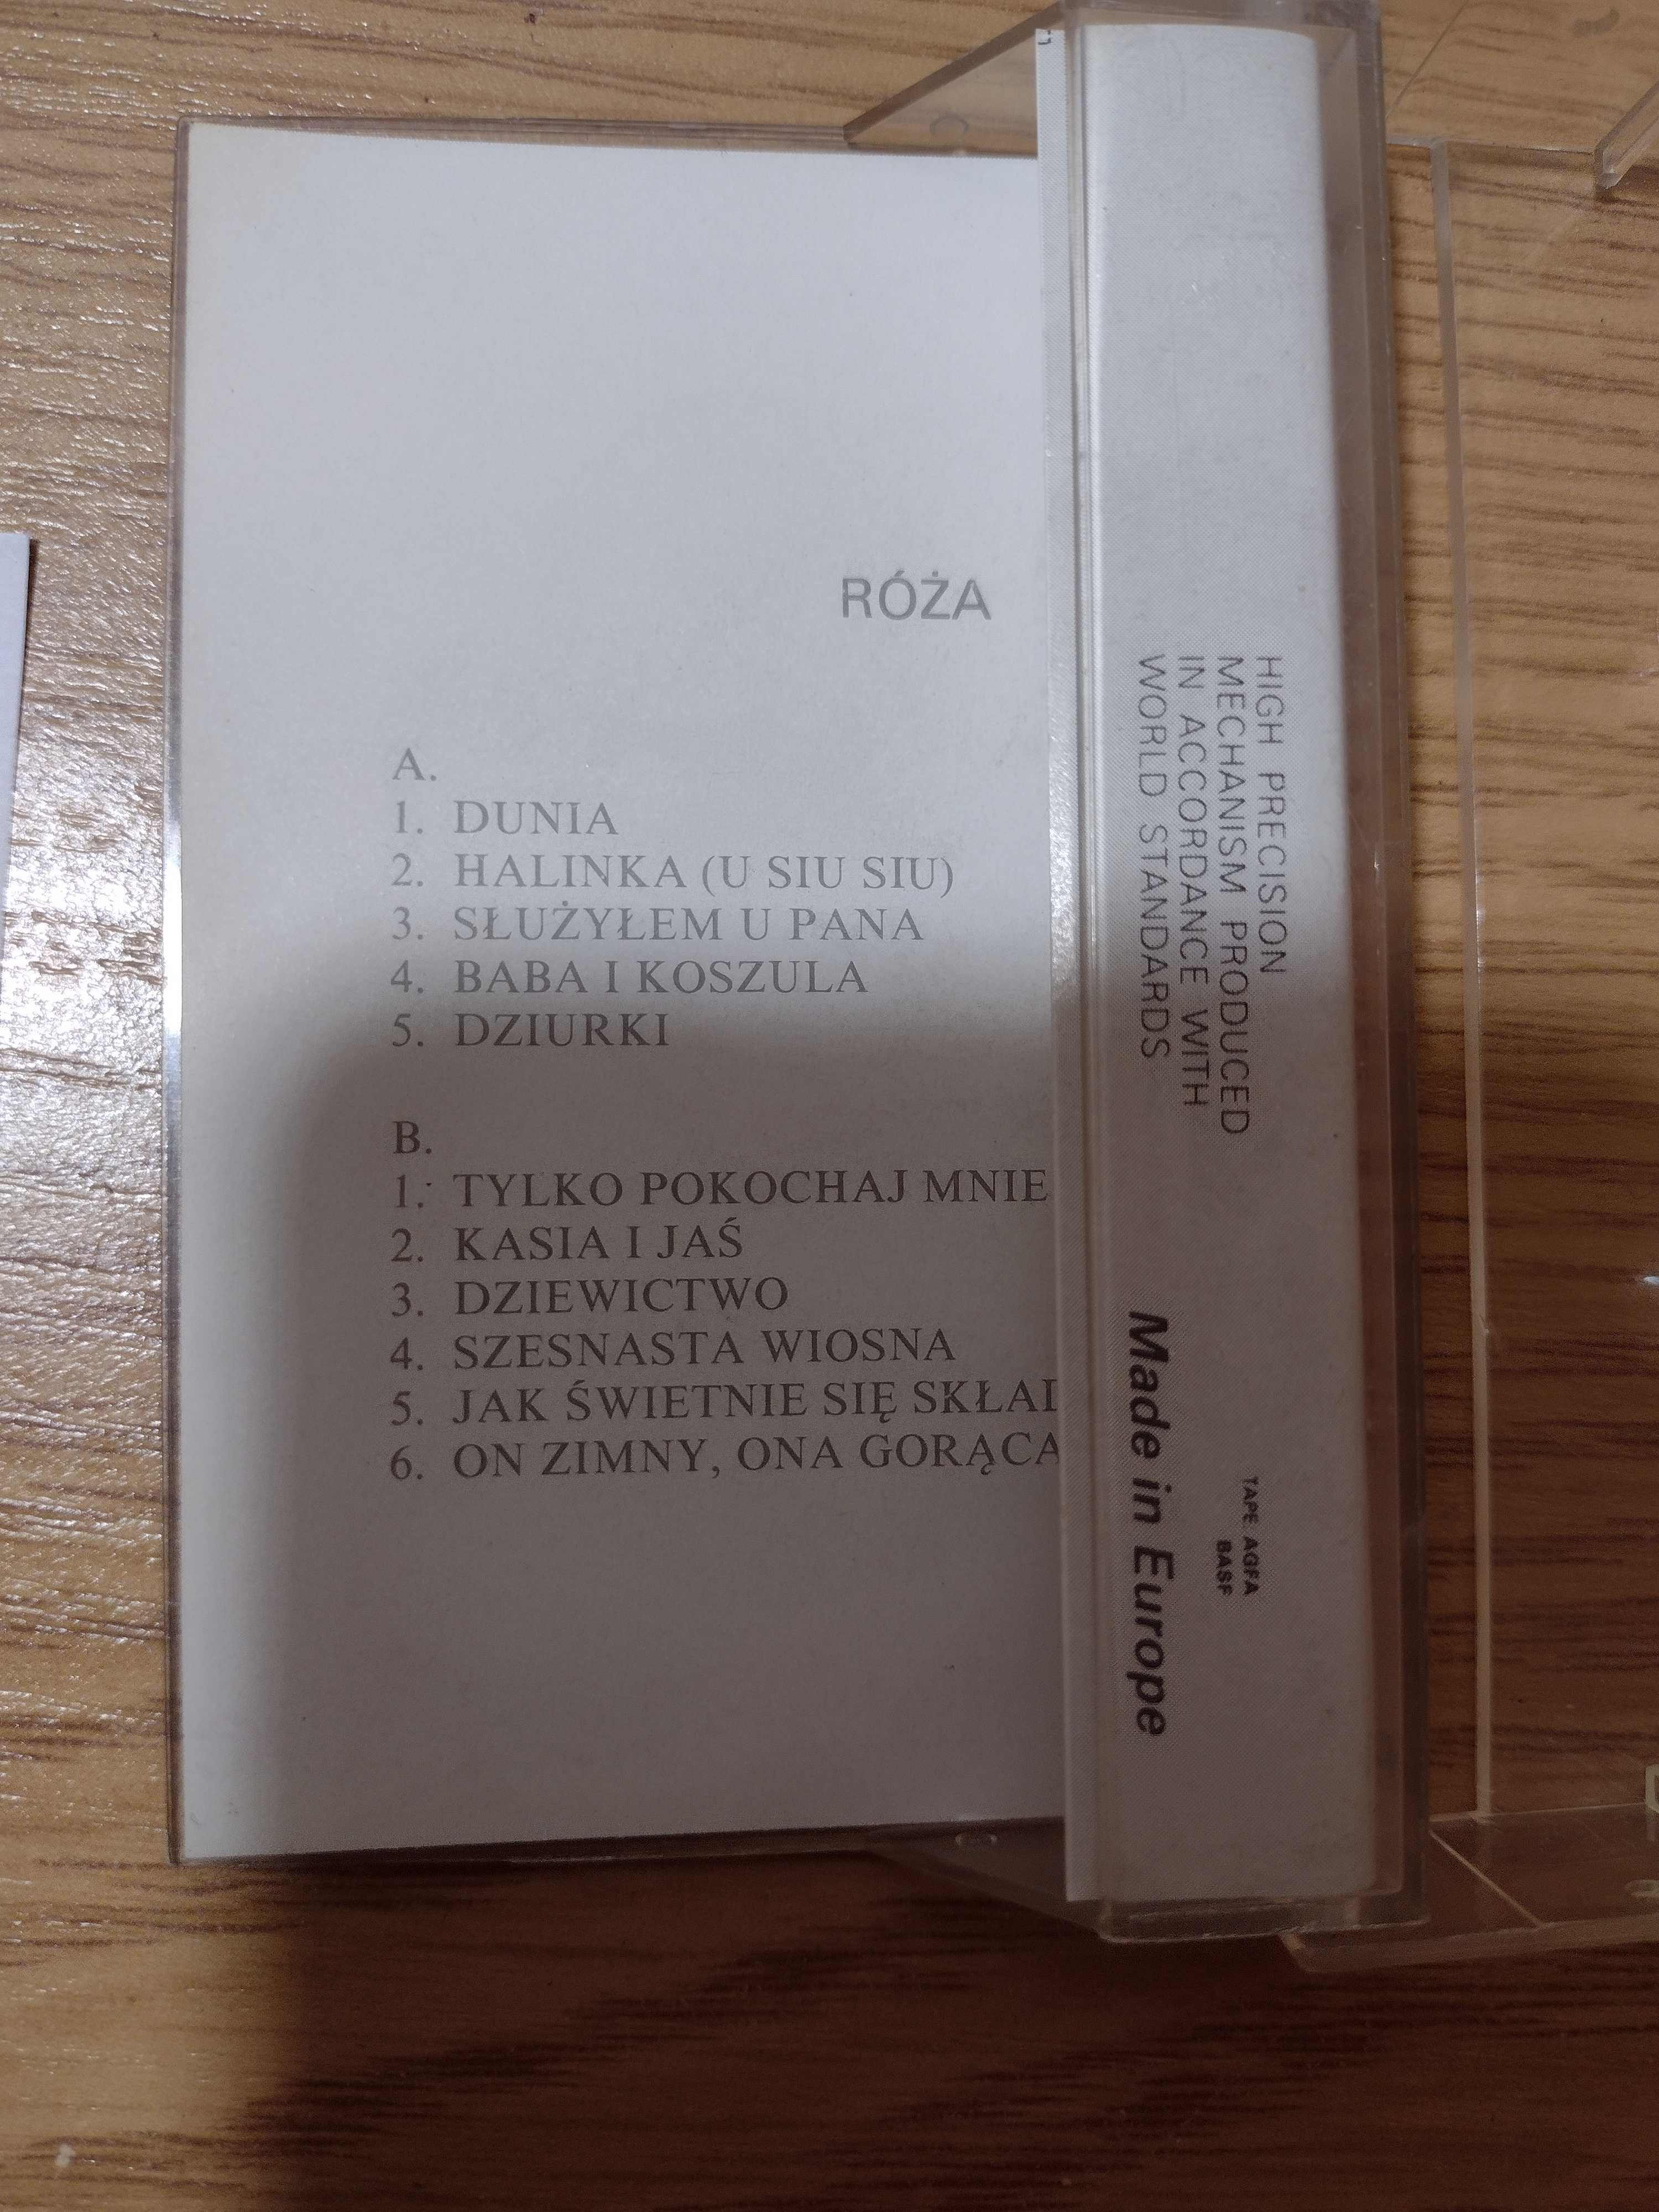 RÓŻA
A.
1. DUNIA
2. HALINKA (U SIU SIU)
3. SŁUŻYŁEM U PANA
4. BABA I KOSZULA
5. DZIURKI
B.
1. TYLKO POKOCHAJ MNIE
2. KASIA I JAŚ
3. DZIEWICTWO
4. SZESNASTA WIOSNA
5. JAK ŚWIETNIE SIĘ
6. ON ZIMNY, ONA GORĄCA
HIGH PRECISION
MECHANISM PRODUCED
IN ACCORDANCE WITH
WORLD STANDARDS
Made in Europe
TAPE AGFA
BASF